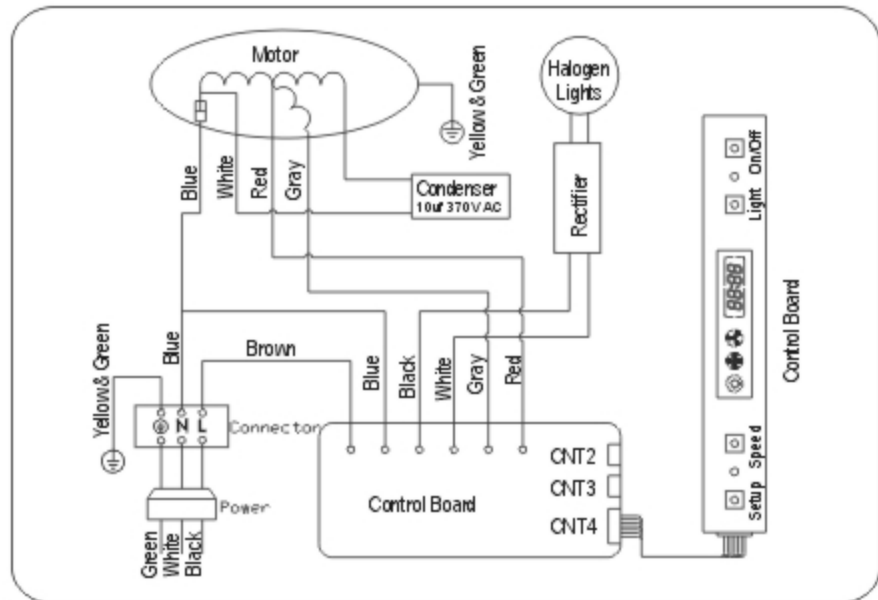 Motor
Halogen
Lights
Yellow & Green
Blue
White
Red
Gray
Condenser
10uf 370V AC
Rectifier
On/Off
Light
88:88
Control Board
Speed
Setup
Yellow & Green
Blue
Brown
Blue
Black
White
Gray
Red
N L
Connector
Power
Green
White
Black
Control Board
CNT2
CNT3
CNT4